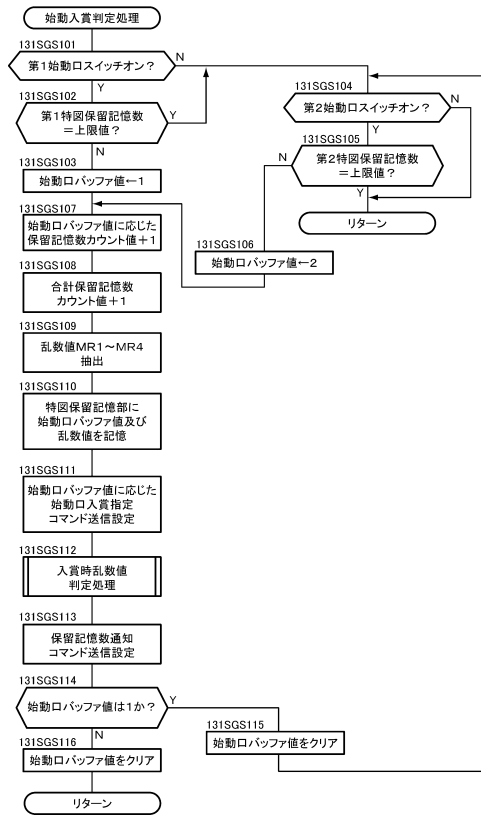 始動入賞判定処理
131SGS101
第1始動口スイッチオン？
N
Y
131SGS102
第1特図保留記憶数
＝上限値？
Y
N
131SGS103
始動口バッファ値←1
131SGS104
第2始動口スイッチオン？
N
Y
131SGS105
第2特図保留記憶数
＝上限値？
N
Y
リターン
131SGS106
始動口バッファ値←2
131SGS107
始動口バッファ値に応じた
保留記憶数カウント値＋1
131SGS108
合計保留記憶数
カウント値＋1
131SGS109
乱数値MR1～MR4
抽出
131SGS110
特図保留記憶部に
始動口バッファ値及び
乱数値を記憶
131SGS111
始動口バッファ値に応じた
始動口入賞指定
コマンド送信設定
131SGS112
入賞時乱数値
判定処理
131SGS113
保留記憶数通知
コマンド送信設定
131SGS114
始動口バッファ値は1か？
Y
N
131SGS115
始動口バッファ値をクリア
131SGS116
始動口バッファ値をクリア
リターン